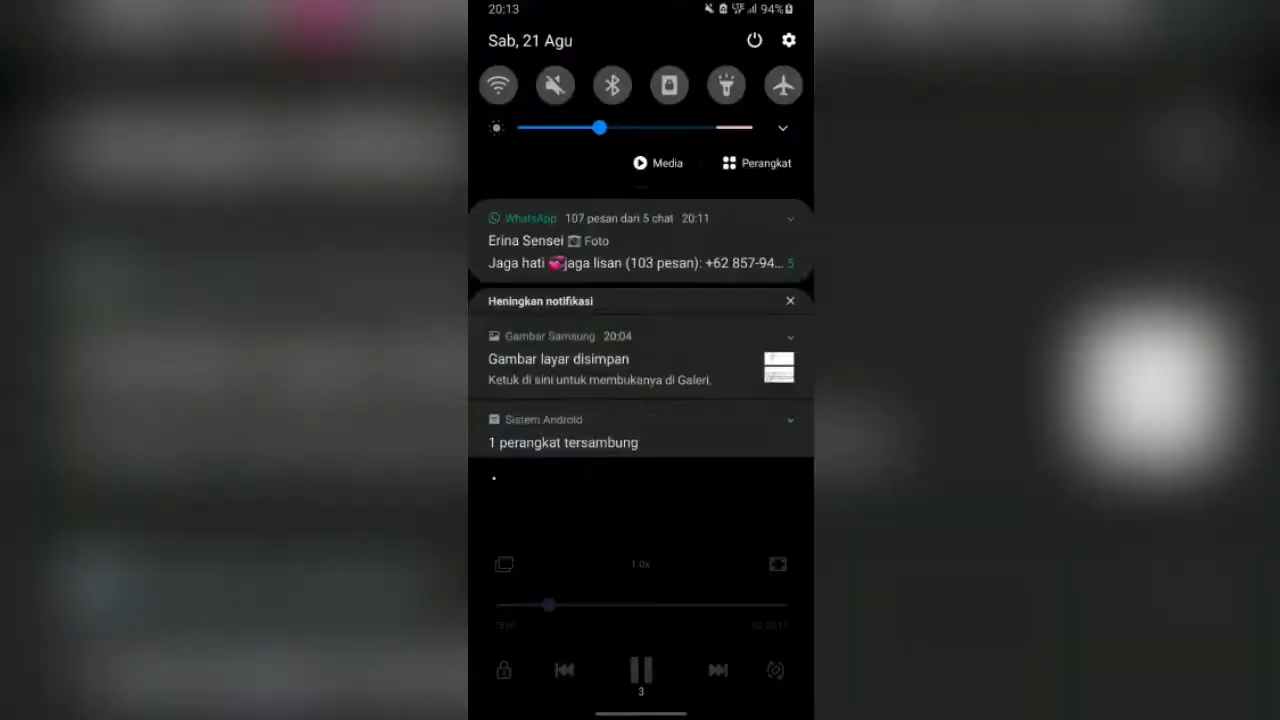 20:13
LTE
94%
Sab, 21 Agu
Media
Perangkat
WhatsApp 107 pesan dari 5 chat 20:11
Erina Sensei 📷 Foto
Jaga hati 💞jaga lisan (103 pesan): +62 857-94... 5
Heningkan notifikasi
Gambar Samsung 20:04
Gambar layar disimpan
Ketuk di sini untuk membukanya di Galeri.
Sistem Android
1 perangkat tersambung
1.0x
3